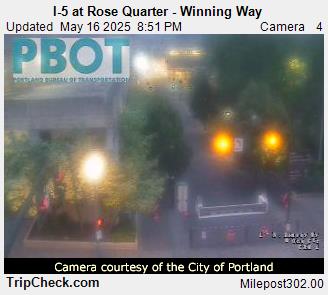 I-5 at Rose Quarter - Winning Way
Updated May 16 2025 8:51 PM Camera 4
PBOT
PORTLAND BUREAU OF TRANSPORTATION
Camera courtesy of the City of Portland
TripCheck.com Milepost302.00